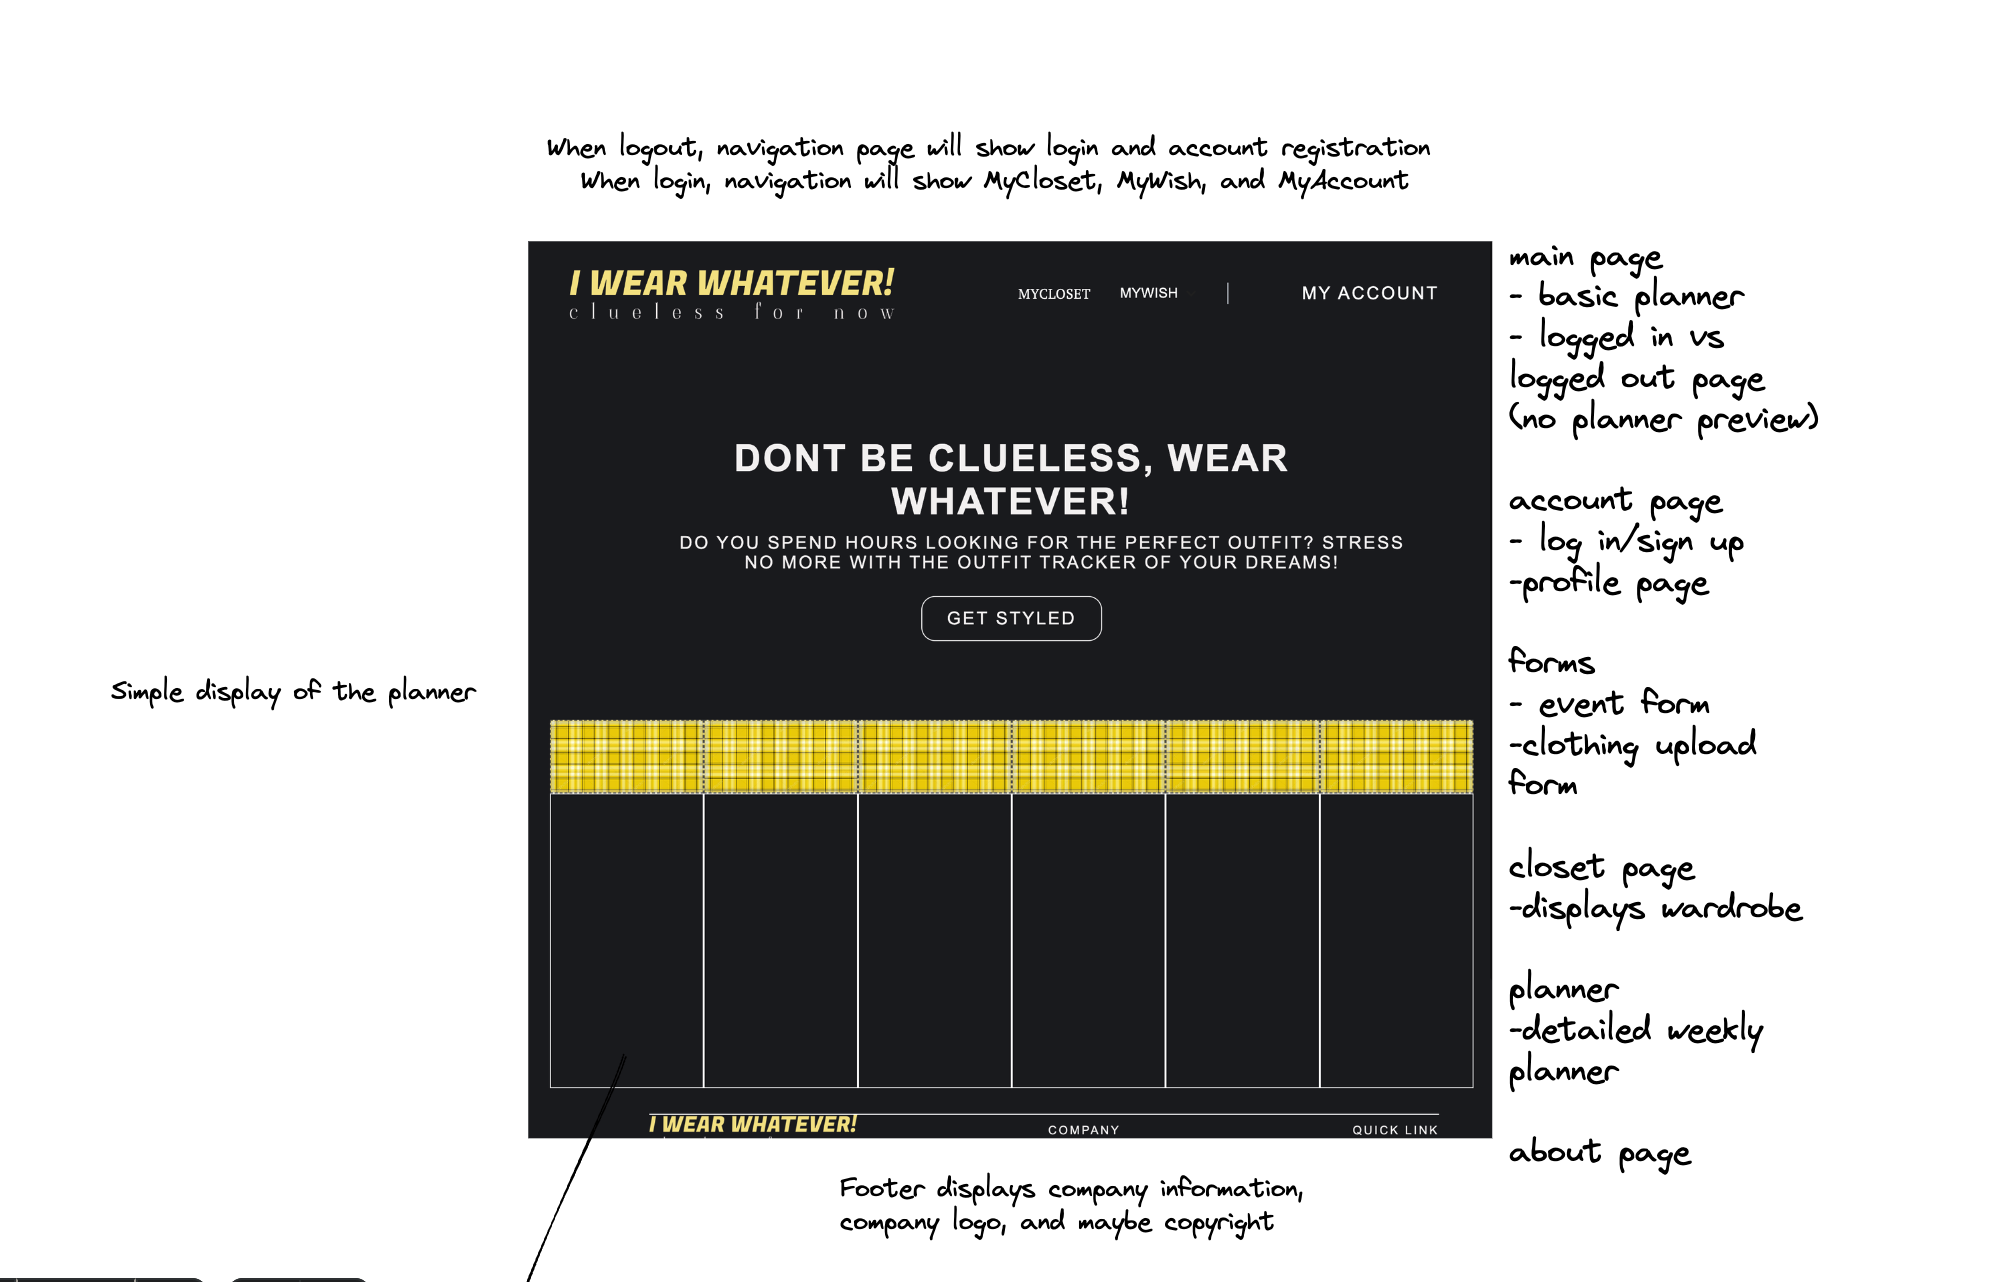 When logout, navigation page will show login and account registration
When login, navigation will show MyCloset, MyWish, and MyAccount
I WEAR WHATEVER!
clueless for now
MYCLOSET
MYWISH
MY ACCOUNT
DONT BE CLUELESS, WEAR
WHATEVER!
DO YOU SPEND HOURS LOOKING FOR THE PERFECT OUTFIT? STRESS
NO MORE WITH THE OUTFIT TRACKER OF YOUR DREAMS!
GET STYLED
Simple display of the planner
I WEAR WHATEVER!
COMPANY
QUICK LINK
Footer displays company information,
company logo, and maybe copyright
main page
- basic planner
- logged in vs
logged out page
(no planner preview)
account page
- log in/sign up
-profile page
forms
- event form
-clothing upload
form
closet page
-displays wardrobe
planner
-detailed weekly
planner
about page